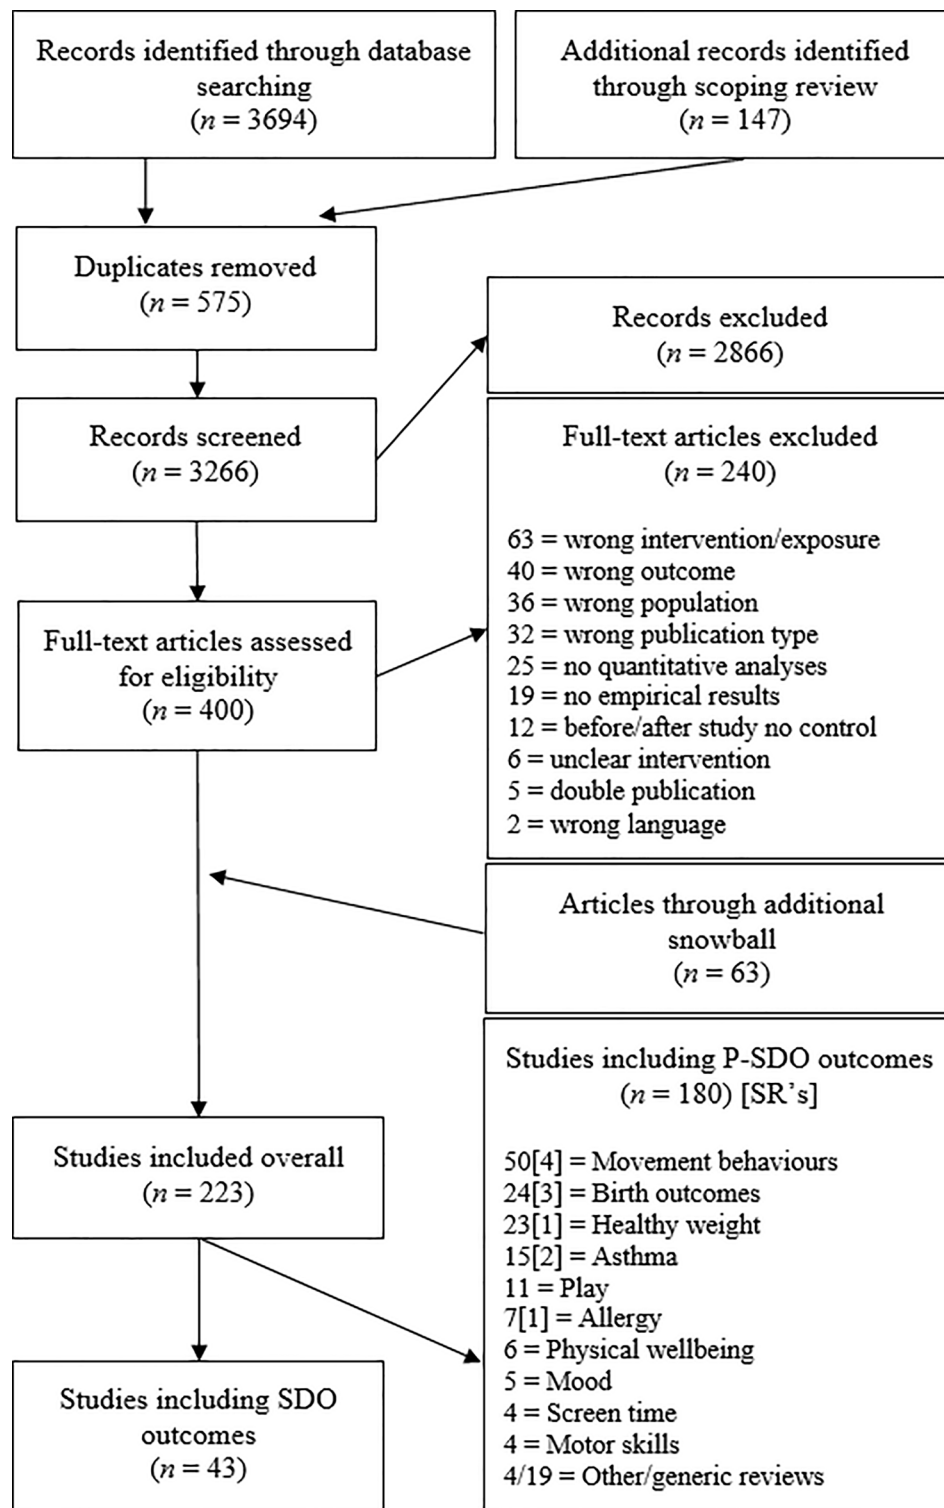 Records identified through database
searching
(n = 3694)
Additional records identified
through scoping review
(n = 147)
Duplicates removed
(n = 575)
Records excluded
(n = 2866)
Records screened
(n = 3266)
Full-text articles excluded
(n = 240)
63 = wrong intervention/exposure
40 = wrong outcome
36 = wrong population
32 = wrong publication type
25 = no quantitative analyses
19 = no empirical results
12 = before/after study no control
6 = unclear intervention
5 = double publication
2 = wrong language
Full-text articles assessed
for eligibility
(n = 400)
Articles through additional
snowball
(n = 63)
Studies included overall
(n = 223)
Studies including P-SDO outcomes
(n = 180) [SR's]
50[4] = Movement behaviours
24[3] = Birth outcomes
23[1] = Healthy weight
15[2] = Asthma
11 = Play
7[1] = Allergy
6 = Physical wellbeing
5 = Mood
4 = Screen time
4 = Motor skills
4/19 = Other/generic reviews
Studies including SDO
outcomes
(n = 43)